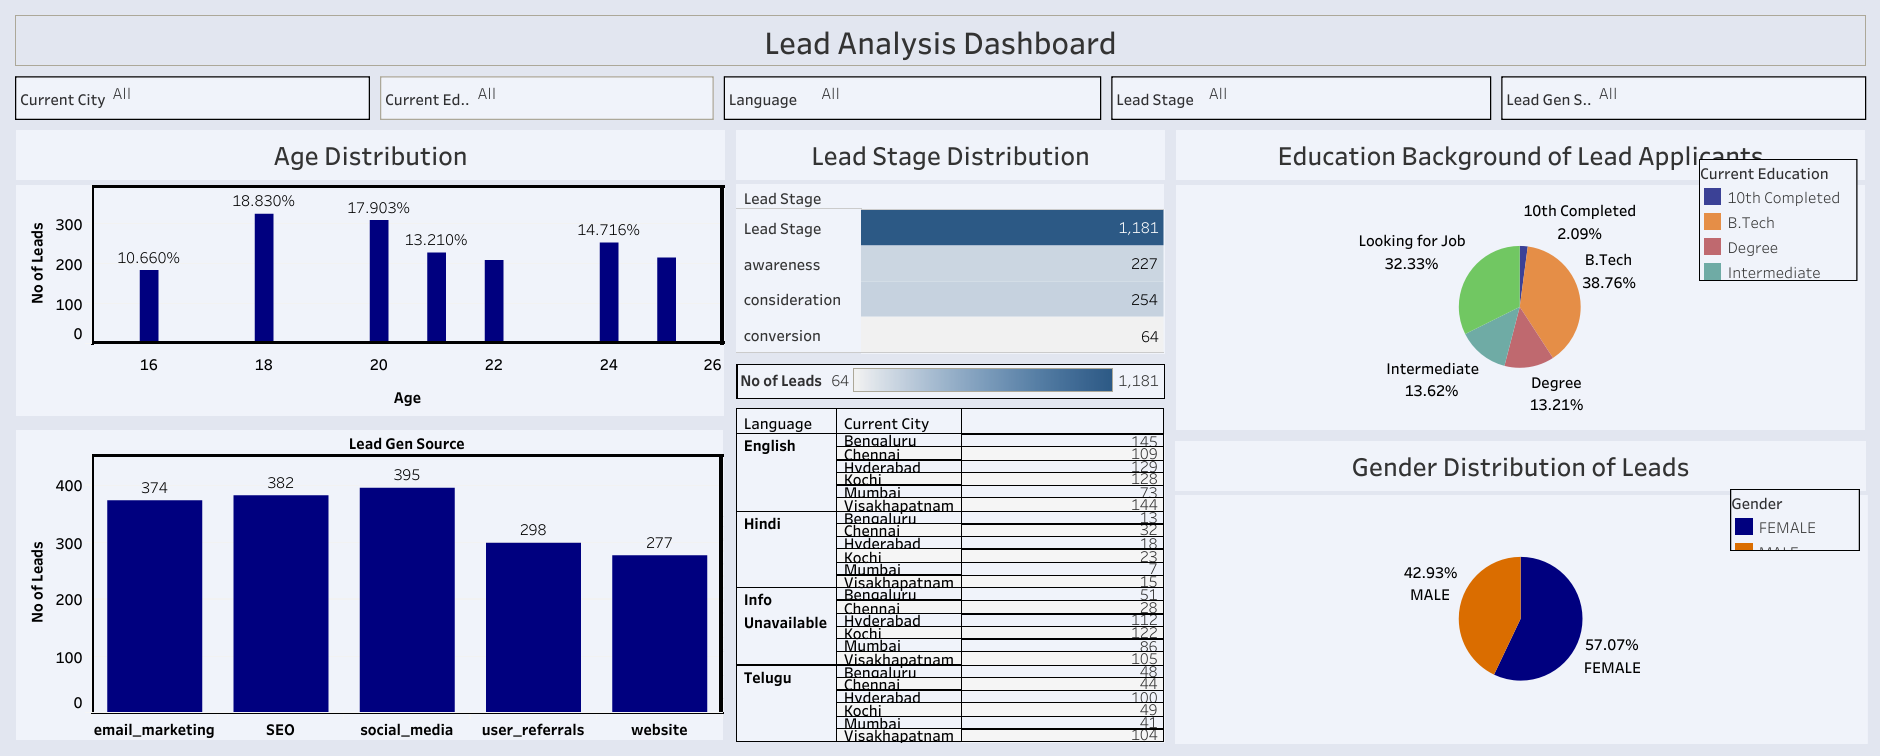 Lead Analysis Dashboard
Current City All
Current Ed.. All
Language All
Lead Stage All
Lead Gen S.. All
Age Distribution
No of Leads
300
200
100
0
10.660%
18.830%
17.903%
13.210%
14.716%
16 18 20 22 24 26
Age
Lead Gen Source
No of Leads
400
300
200
100
0
374 382 395 298 277
email_marketing SEO social_media user_referrals website
Lead Stage Distribution
Lead Stage
Lead Stage 1,181
awareness 227
consideration 254
conversion 64
No of Leads 64 1,181
Language Current City
English Bengaluru 145
Chennai 109
Hyderabad 129
Kochi 128
Mumbai 73
Visakhapatnam 144
Hindi Bengaluru 13
Chennai 32
Hyderabad 18
Kochi 23
Mumbai 7
Visakhapatnam 15
Info Unavailable Bengaluru 51
Chennai 28
Hyderabad 112
Kochi 122
Mumbai 86
Visakhapatnam 105
Telugu Bengaluru 48
Chennai 44
Hyderabad 100
Kochi 49
Mumbai 41
Visakhapatnam 104
Education Background of Lead Applicants
Current Education
10th Completed
B.Tech
Degree
Intermediate
10th Completed
2.09%
Looking for Job
32.33%
B.Tech
38.76%
Intermediate
13.62%
Degree
13.21%
Gender Distribution of Leads
Gender
FEMALE
MALE
42.93%
MALE
57.07%
FEMALE